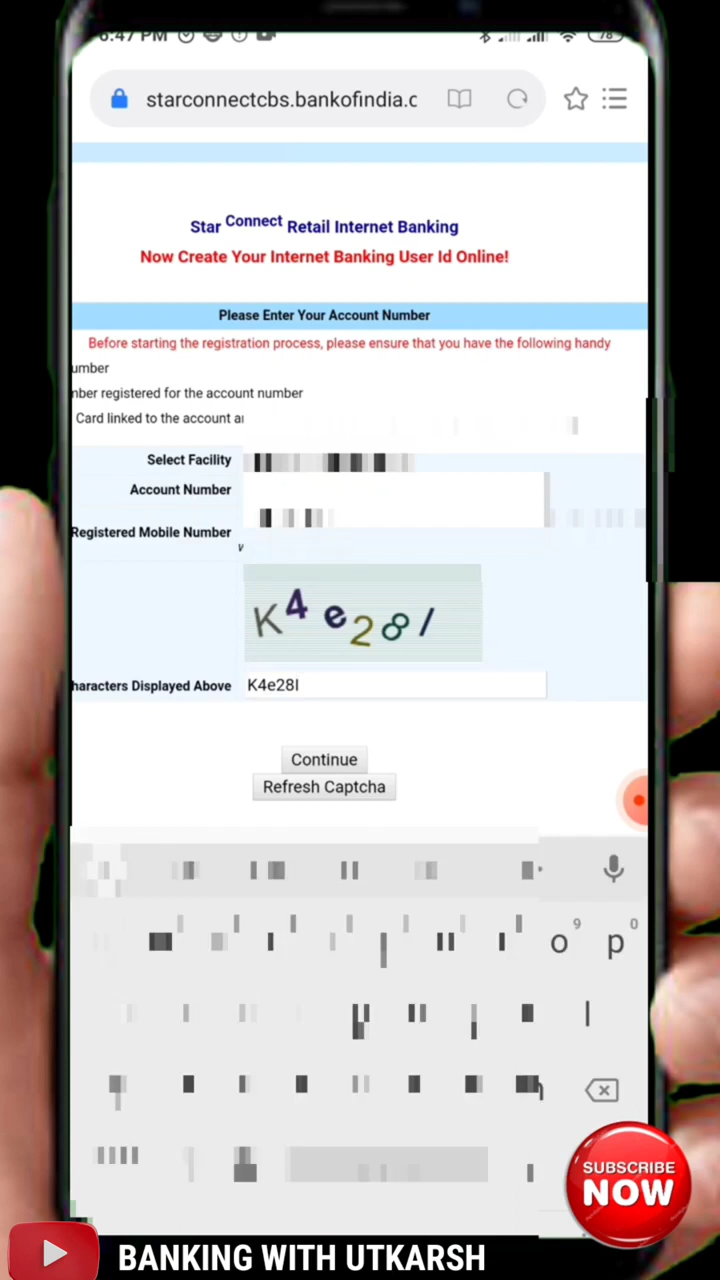 6:47 PM
78
starconnectcbs.bankofindia.c
Star Connect Retail Internet Banking
Now Create Your Internet Banking User Id Online!
Please Enter Your Account Number
Before starting the registration process, please ensure that you have the following handy
umber
nber registered for the account number
Card linked to the account a
Select Facility
Account Number
Registered Mobile Number
K4e28l
haracters Displayed Above K4e28l
Continue
Refresh Captcha
9 0
o p
l
SUBSCRIBE
NOW
BANKING WITH UTKARSH